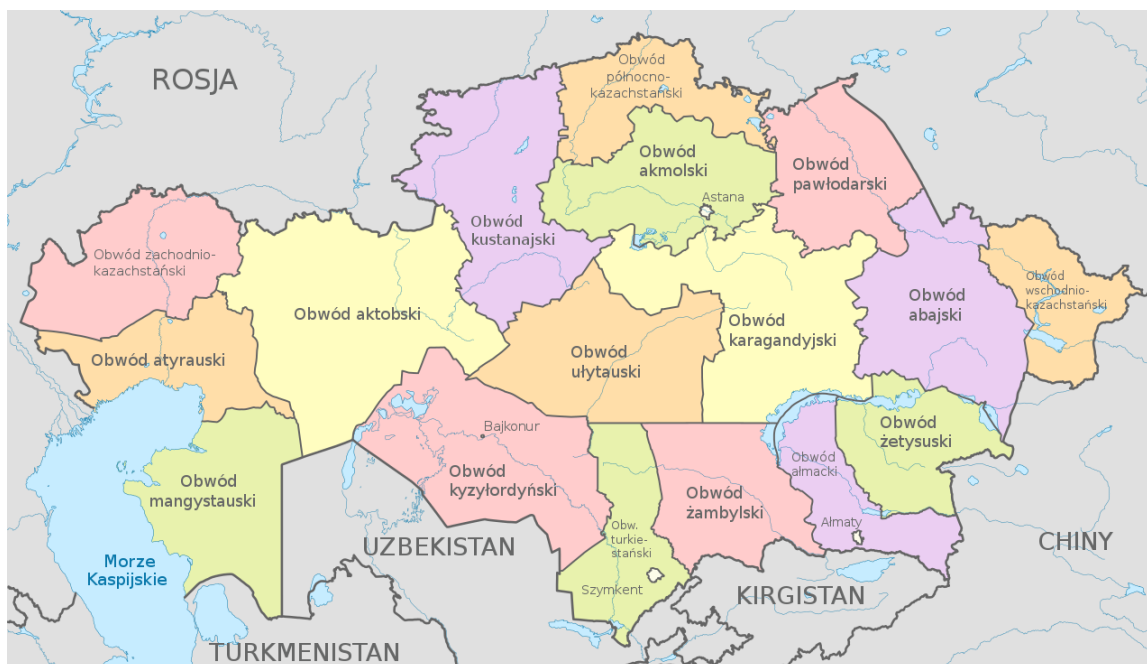 ROSJA
Obwód
północno-
kazachstański
Obwód
akmolski
Astana
Obwód
pawłodarski
Obwód
kustanajski
Obwód zachodnio-
kazachstański
Obwód aktobski
Obwód
karagandyjski
Obwód
abajski
Obwód
wschodnio-
kazachstański
Obwód atyrauski
Obwód
ułytauski
Bajkonur
Obwód
żetysuski
Obwód
mangystauski
Obwód
kyzyłordyński
Obwód
żambylski
Obwód
ałmacki
Ałmaty
Obw.
turkie-
stański
Szymkent
UZBEKISTAN
CHINY
Morze
Kaspijskie
KIRGISTAN
TURKMENISTAN